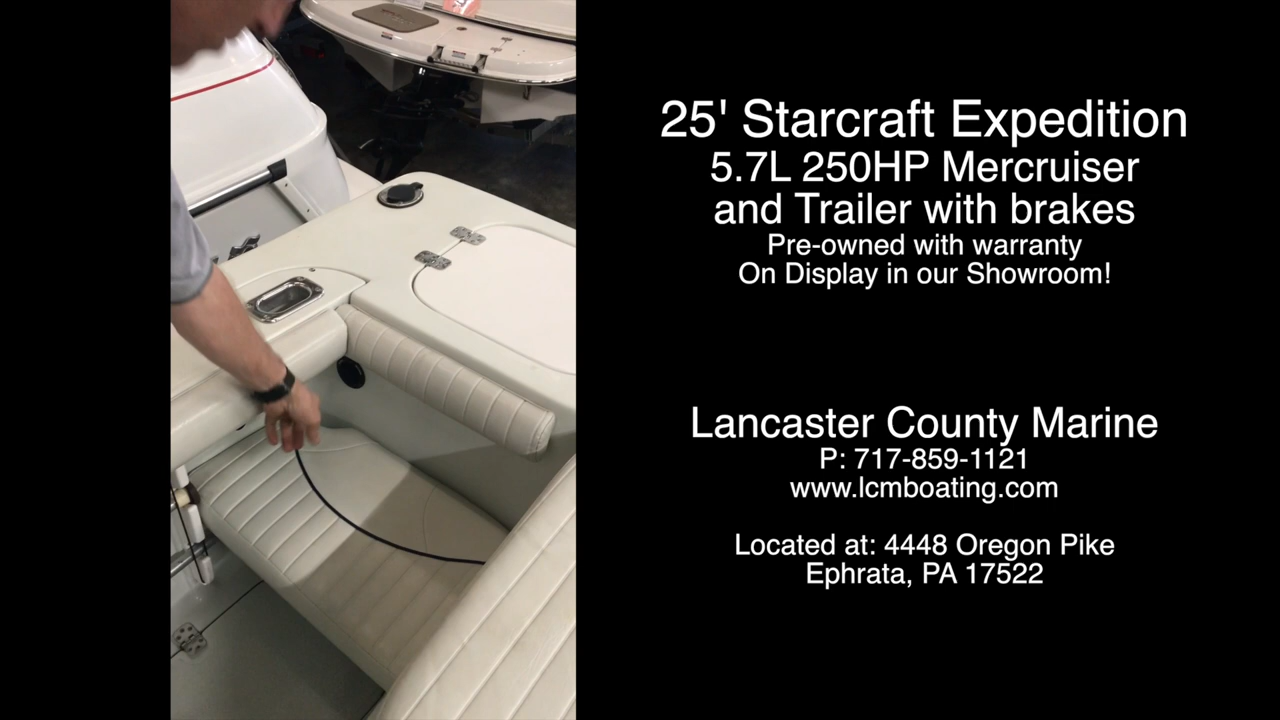 25' Starcraft Expedition
5.7L 250HP Mercruiser
and Trailer with brakes
Pre-owned with warranty
On Display in our Showroom!
Lancaster County Marine
P: 717-859-1121
www.lcmboating.com
Located at: 4448 Oregon Pike
Ephrata, PA 17522